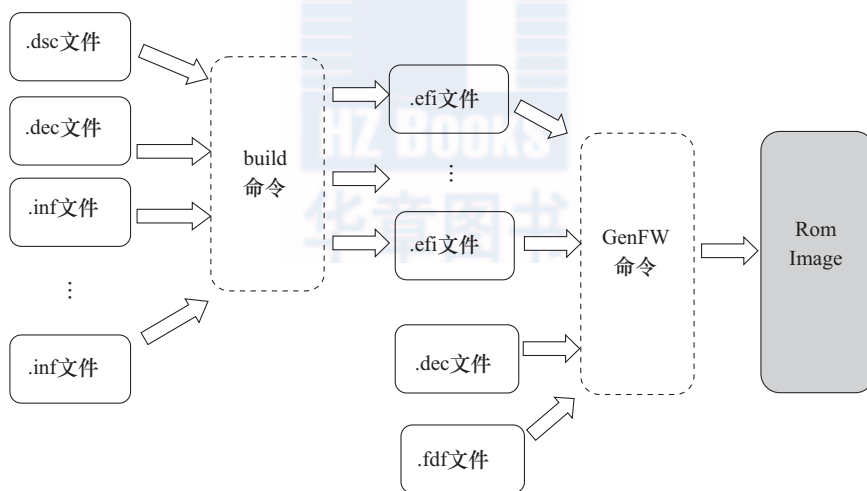 .dsc文件
.dec文件
.inf文件
⋮
.inf文件
build
命令
.efi文件
⋮
.efi文件
.dec文件
.fdf文件
GenFW
命令
Rom
Image
HZ BOOKS
华章图书